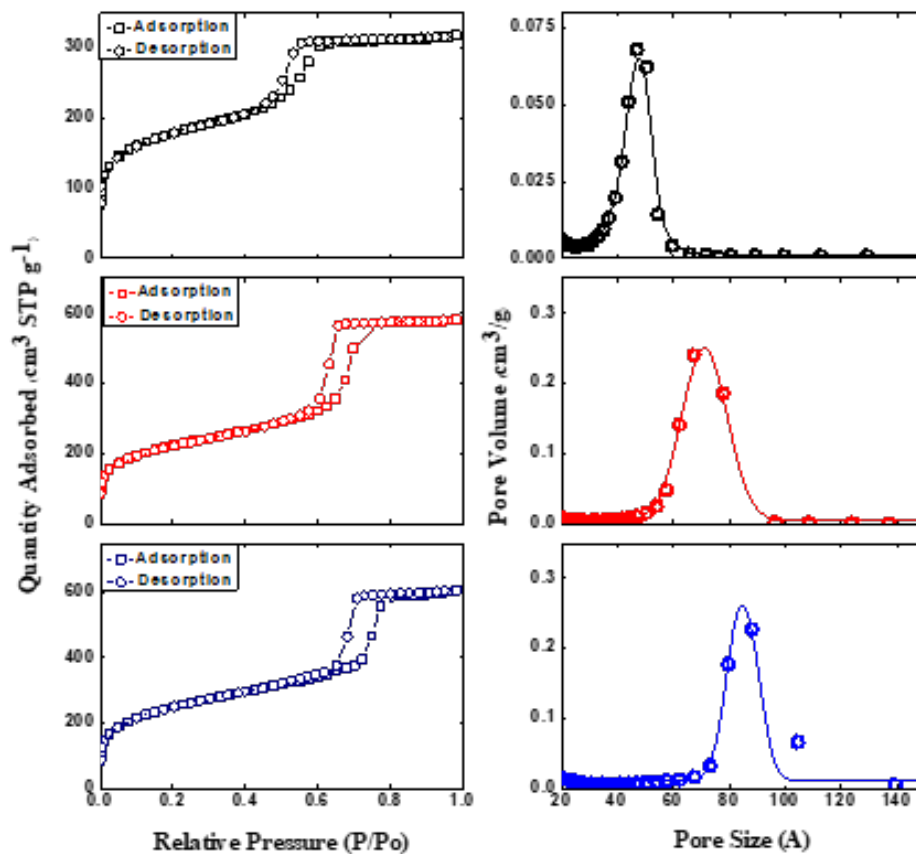 Adsorption
Desorption
300
200
100
0
0.075
0.050
0.025
0.000
Adsorption
Desorption
600
400
200
0
0.3
0.2
0.1
0.0
Adsorption
Desorption
600
400
200
0
0.3
0.2
0.1
0.0
0.0 0.2 0.4 0.6 0.8 1.0
20 40 60 80 100 120 140
Quantity Adsorbed (cm³ STP g⁻¹)
Pore Volume (cm³/g
Relative Pressure (P/Po)
Pore Size (A)